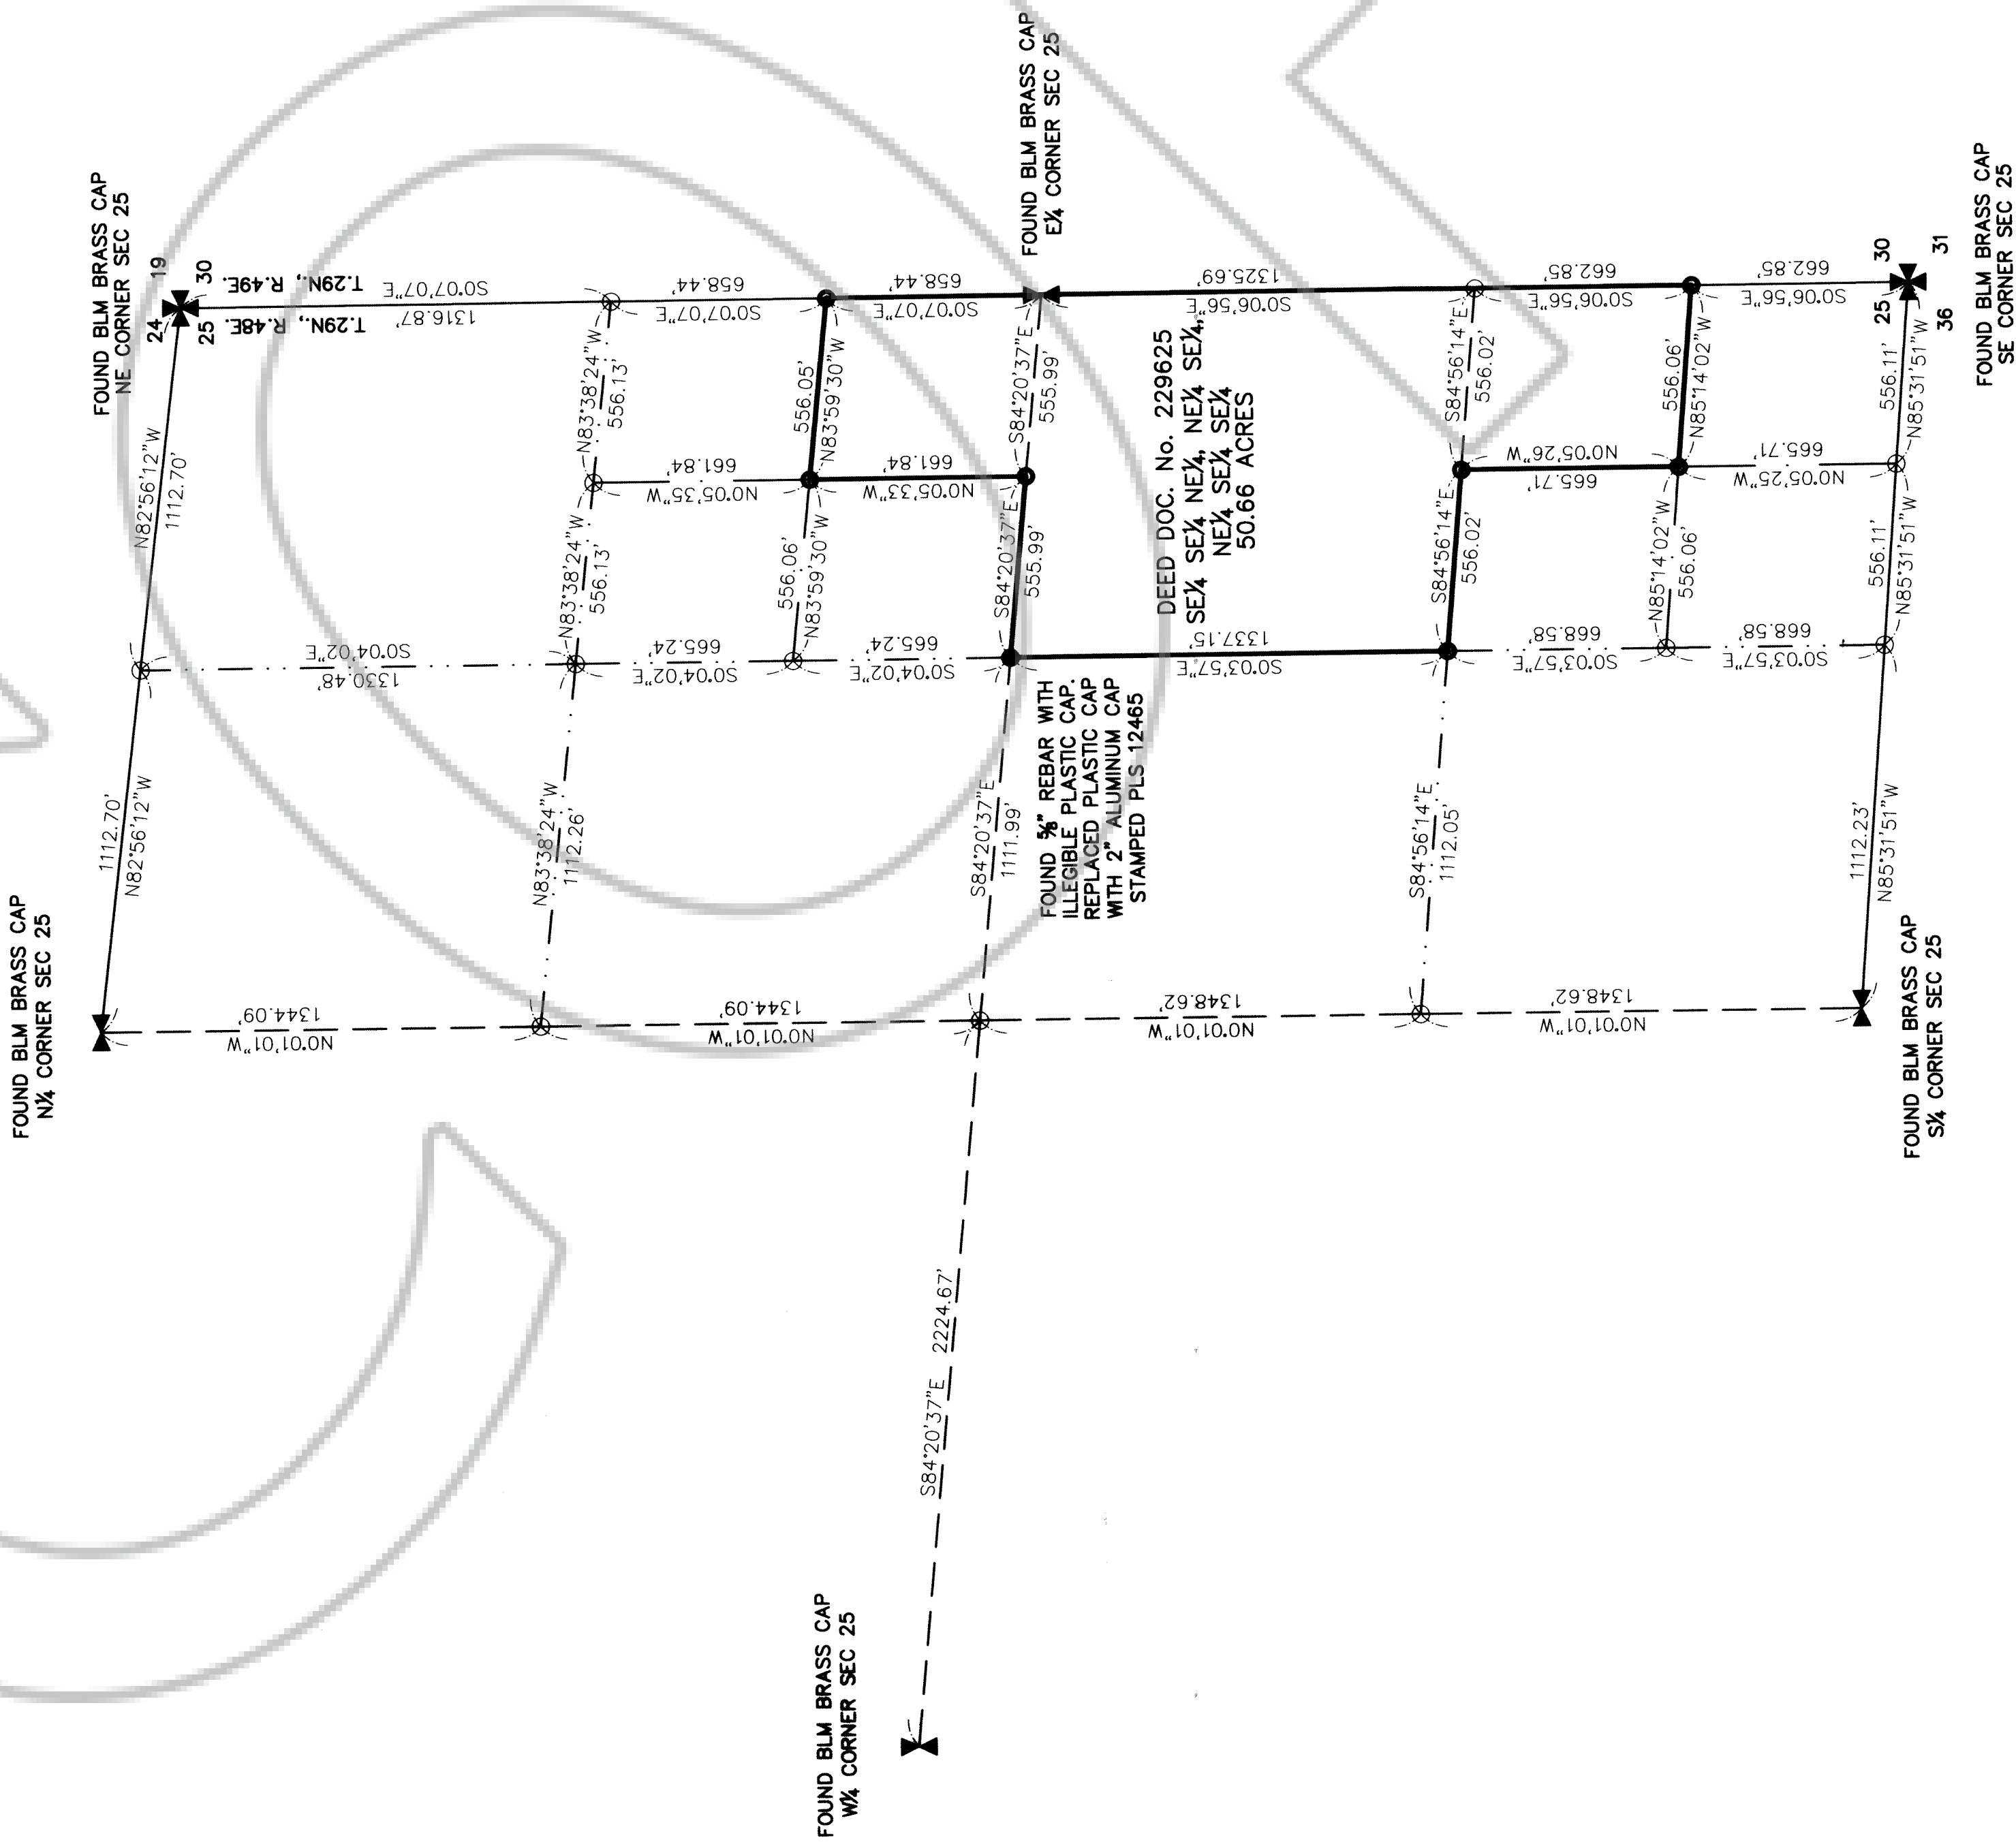 FOUND BLM BRASS CAP
N¼ CORNER SEC 25
FOUND BLM BRASS CAP
NE CORNER SEC 25
24
19
25
30
T.29N., R.48E.
T.29N., R.49E.
1112.70'
N82°56'12"W
N82°56'12"W
1112.70'
1344.09'
N0°01'01"W
S0°04'02"E
1330.48'
S0°07'07"E
1316.87'
N83°38'24"W
1112.26'
N83°38'24"W
556.13'
N83°38'24"W
556.13'
1344.09'
N0°01'01"W
665.24'
S0°04'02"E
661.84'
N0°05'35"W
658.44'
S0°07'07"E
556.06'
N83°59'30"W
556.05'
N83°59'30"W
665.24'
S0°04'02"E
661.84'
N0°05'33"W
658.44'
S0°07'07"E
FOUND BLM BRASS CAP
E¼ CORNER SEC 25
S84°20'37"E
1111.99'
S84°20'37"E
555.99'
S84°20'37"E
555.99'
FOUND BLM BRASS CAP
W¼ CORNER SEC 25
S84°20'37"E 2224.67'
FOUND ⅝" REBAR WITH
ILLEGIBLE PLASTIC CAP.
REPLACED PLASTIC CAP
WITH 2" ALUMINUM CAP
STAMPED PLS 12465
DEED DOC. No. 229625
SE¼ SE¼ NE¼, NE¼ SE¼,
NE¼ SE¼ SE¼
50.66 ACRES
1348.62'
N0°01'01"W
1337.15'
S0°03'57"E
1325.69'
S0°06'56"E
S84°56'14"E
1112.05'
S84°56'14"E
556.02'
S84°56'14"E
556.02'
1348.62'
N0°01'01"W
668.58'
S0°03'57"E
N0°05'26"W
665.71'
662.85'
S0°06'56"E
N85°14'02"W
556.06'
556.06'
N85°14'02"W
668.58'
S0°03'57"E
665.71'
N0°05'25"W
662.85'
S0°06'56"E
1112.23'
N85°31'51"W
556.11'
N85°31'51"W
556.11'
N85°31'51"W
25
30
36
31
FOUND BLM BRASS CAP
S¼ CORNER SEC 25
FOUND BLM BRASS CAP
SE CORNER SEC 25